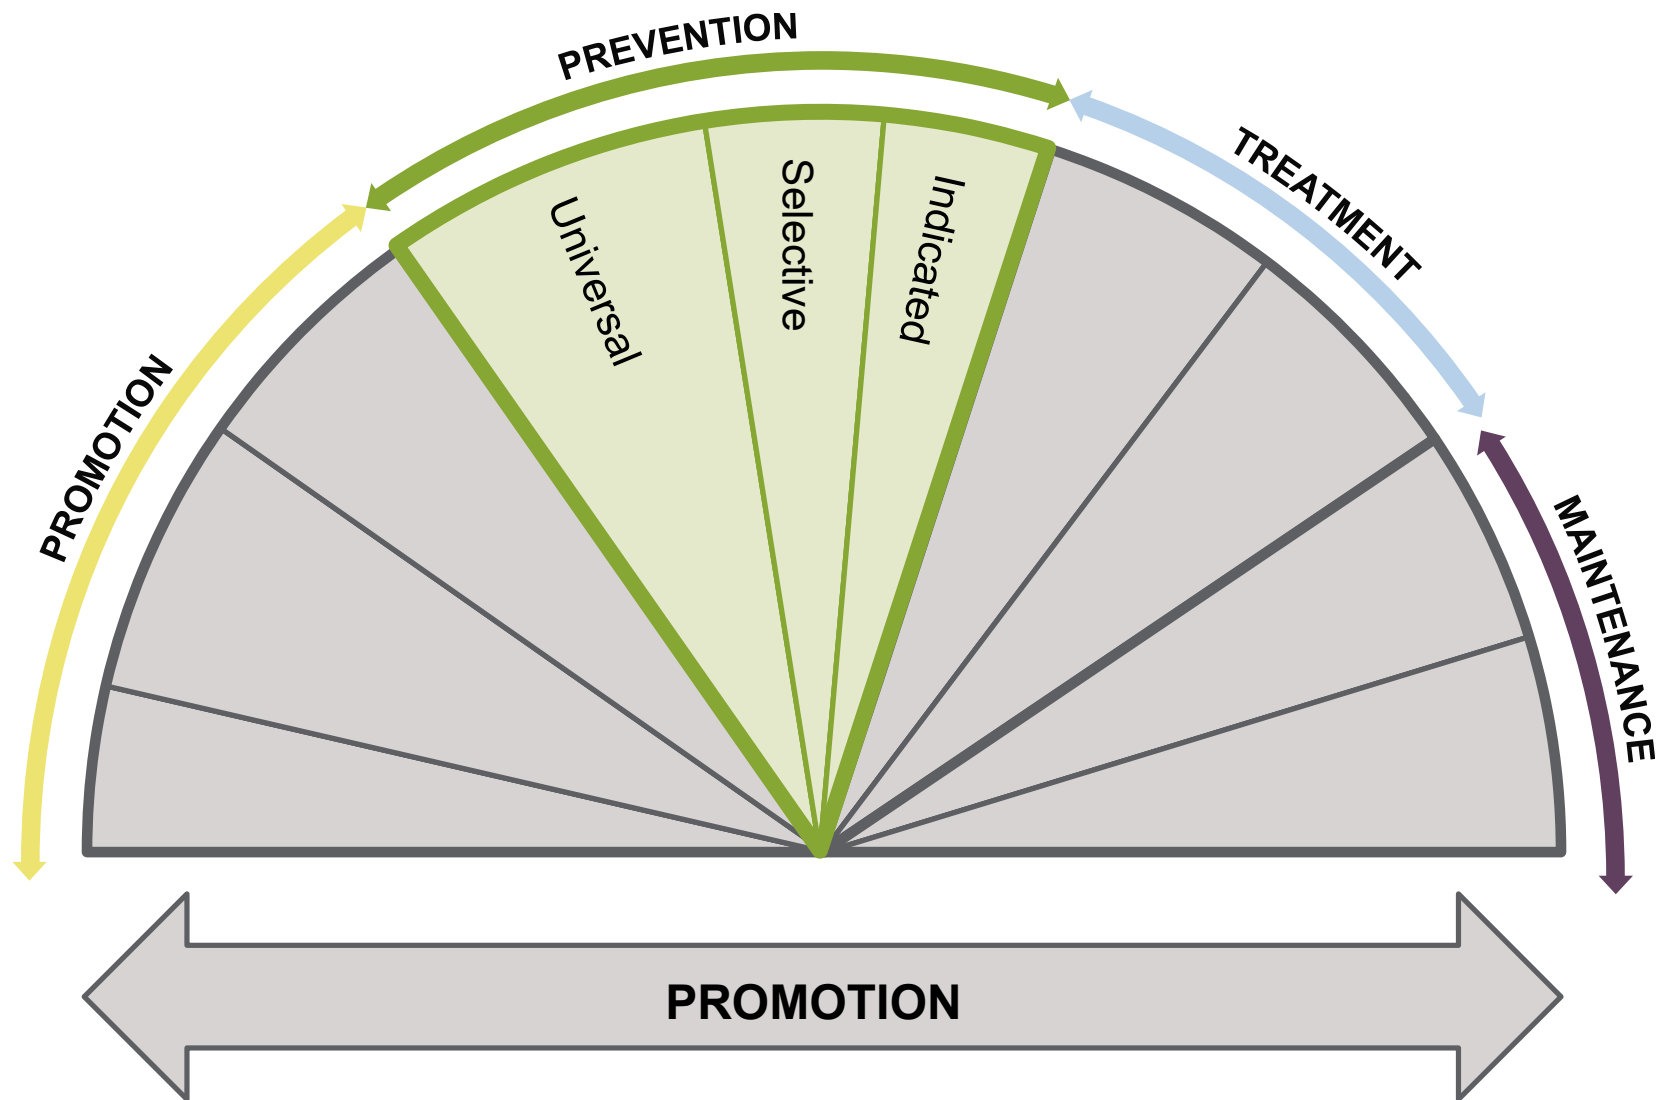 PROMOTION
PREVENTION
TREATMENT
MAINTENANCE
Universal
Selective
Indicated
PROMOTION